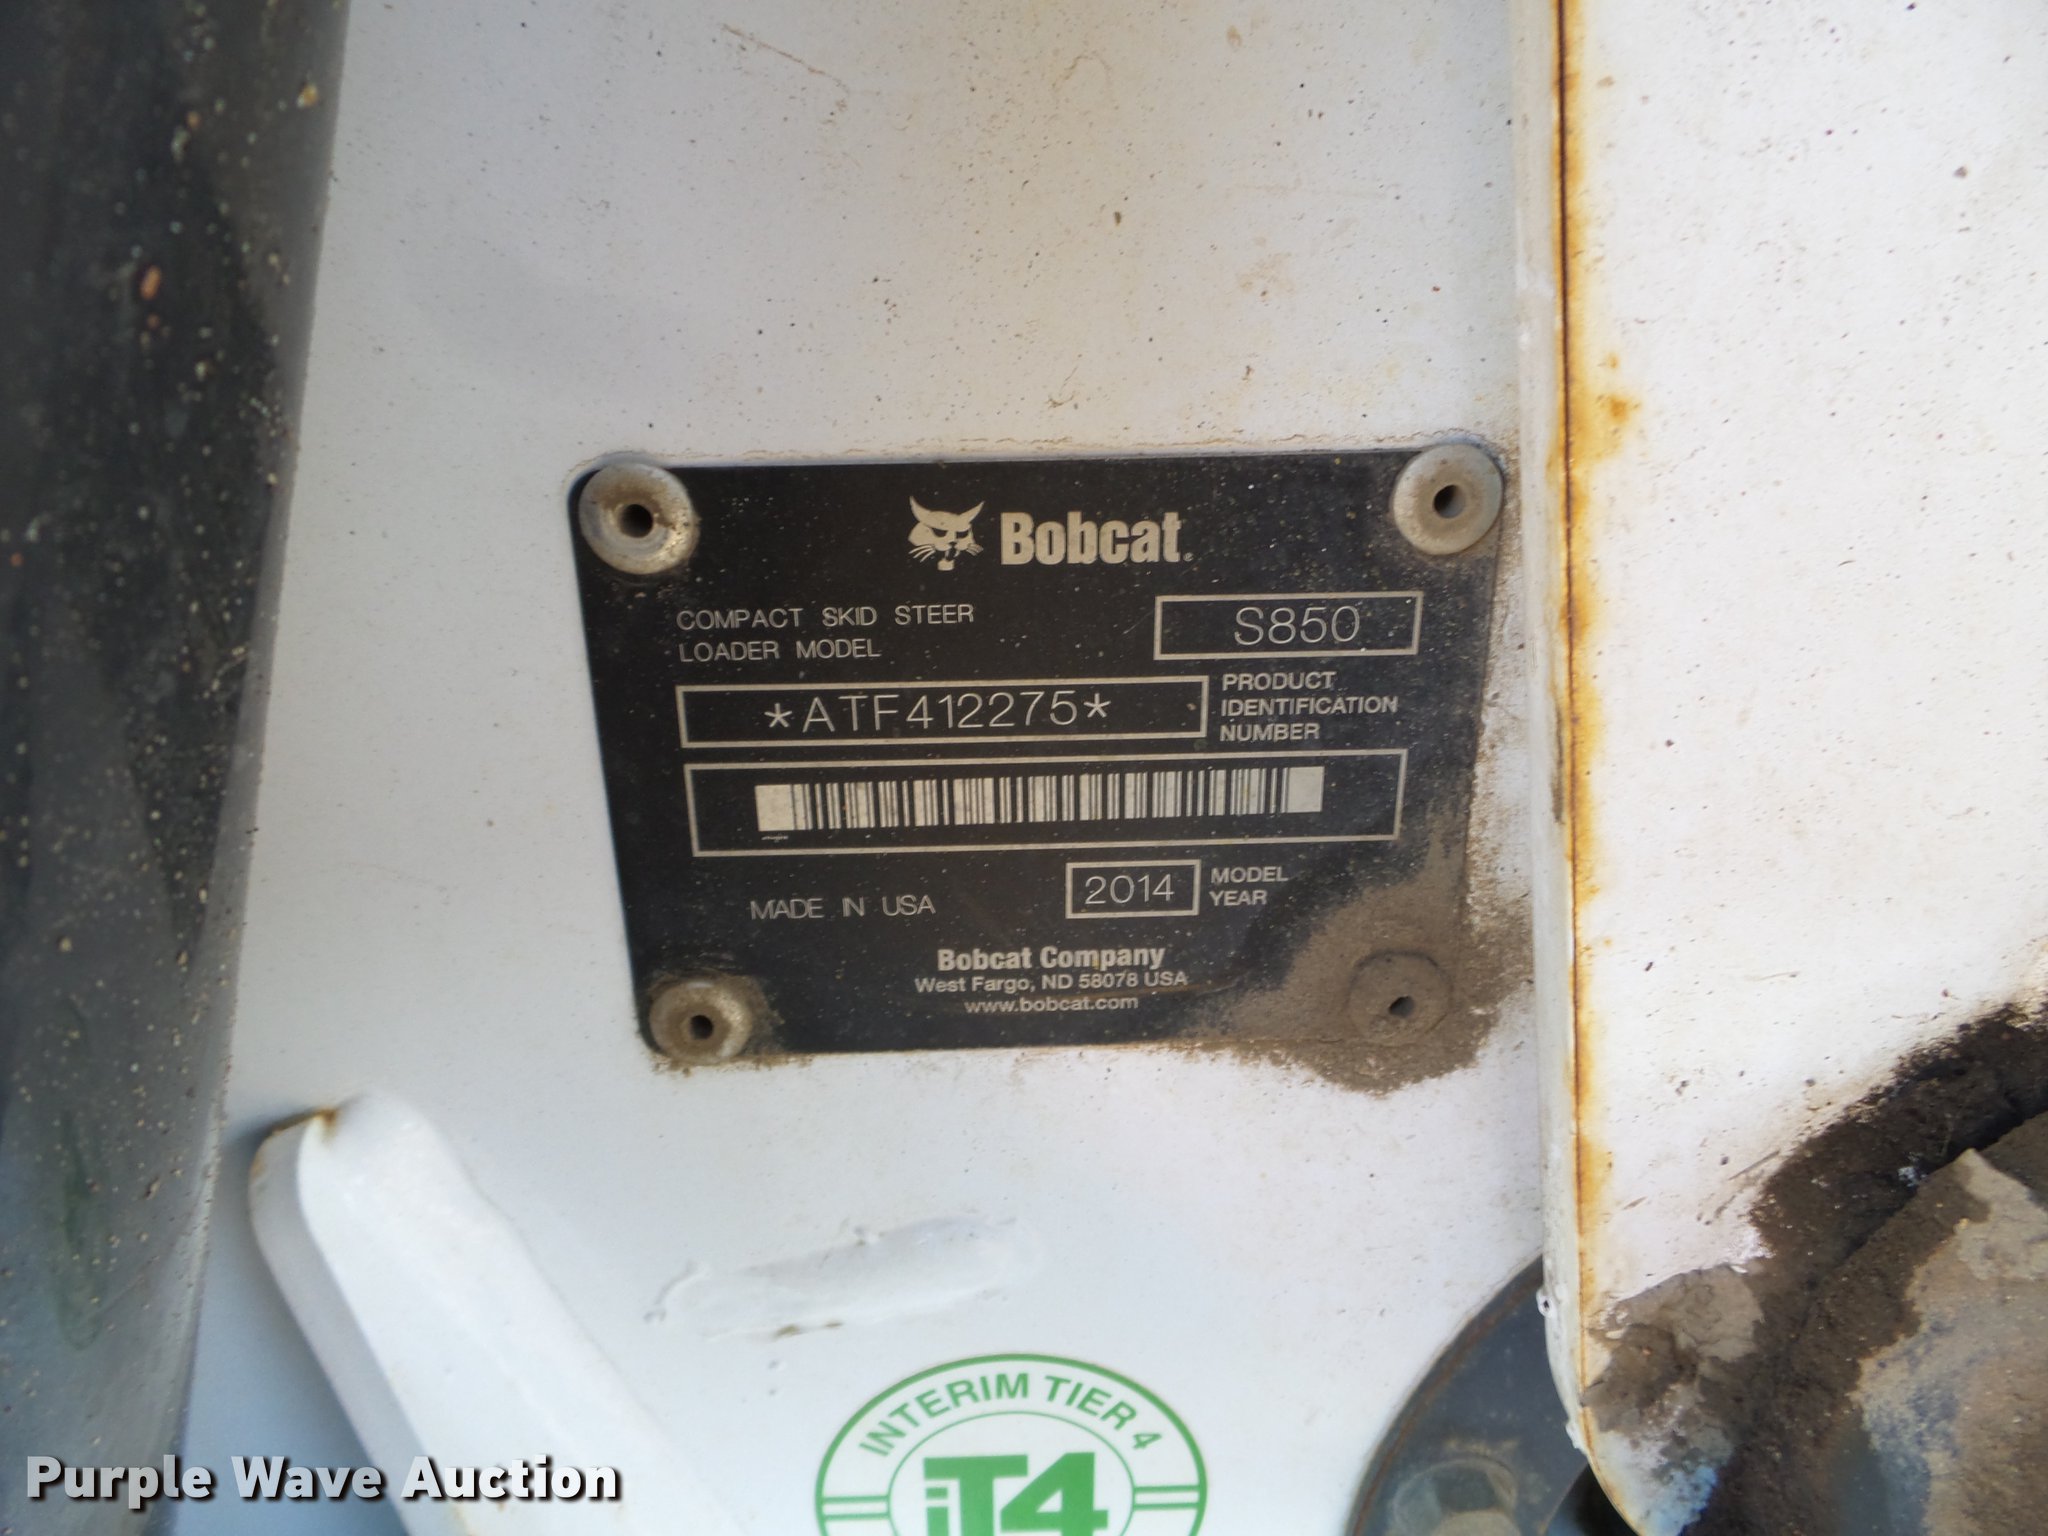 Bobcat®
COMPACT SKID STEER
LOADER MODEL
S850
*ATF412275*
PRODUCT
IDENTIFICATION
NUMBER
MADE IN USA
2014
MODEL
YEAR
Bobcat Company
West Fargo, ND 58078 USA
www.bobcat.com
INTERIM TIER 4
iT4
Purple Wave Auction